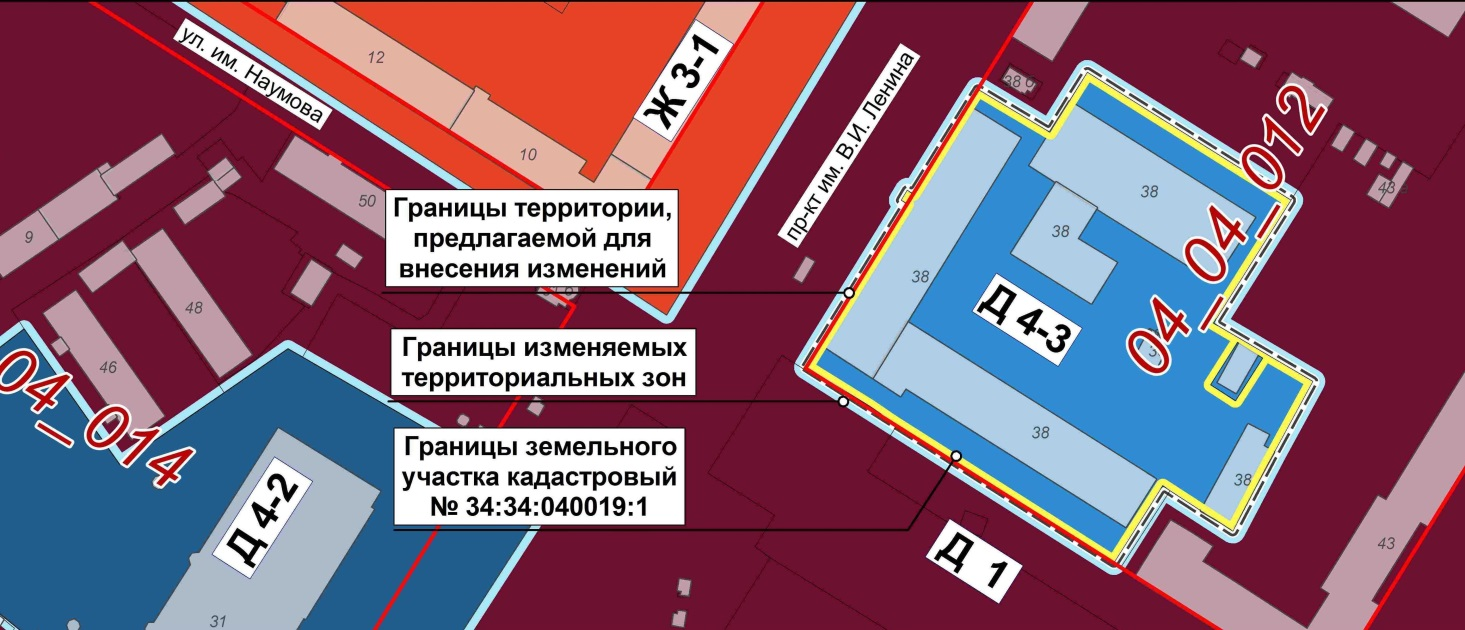 ул. им. Наумова
12
Ж 3-1
10
50
9
48
46
пр-кт им. В.И. Ленина
38
38
38
38
38
38
Д 4-3
04_04_012
43
Границы территории,
предлагаемой для
внесения изменений
Границы изменяемых
территориальных зон
Границы земельного
участка кадастровый
№ 34:34:040019:1
04_014
Д 4-2
31
Д 1
43